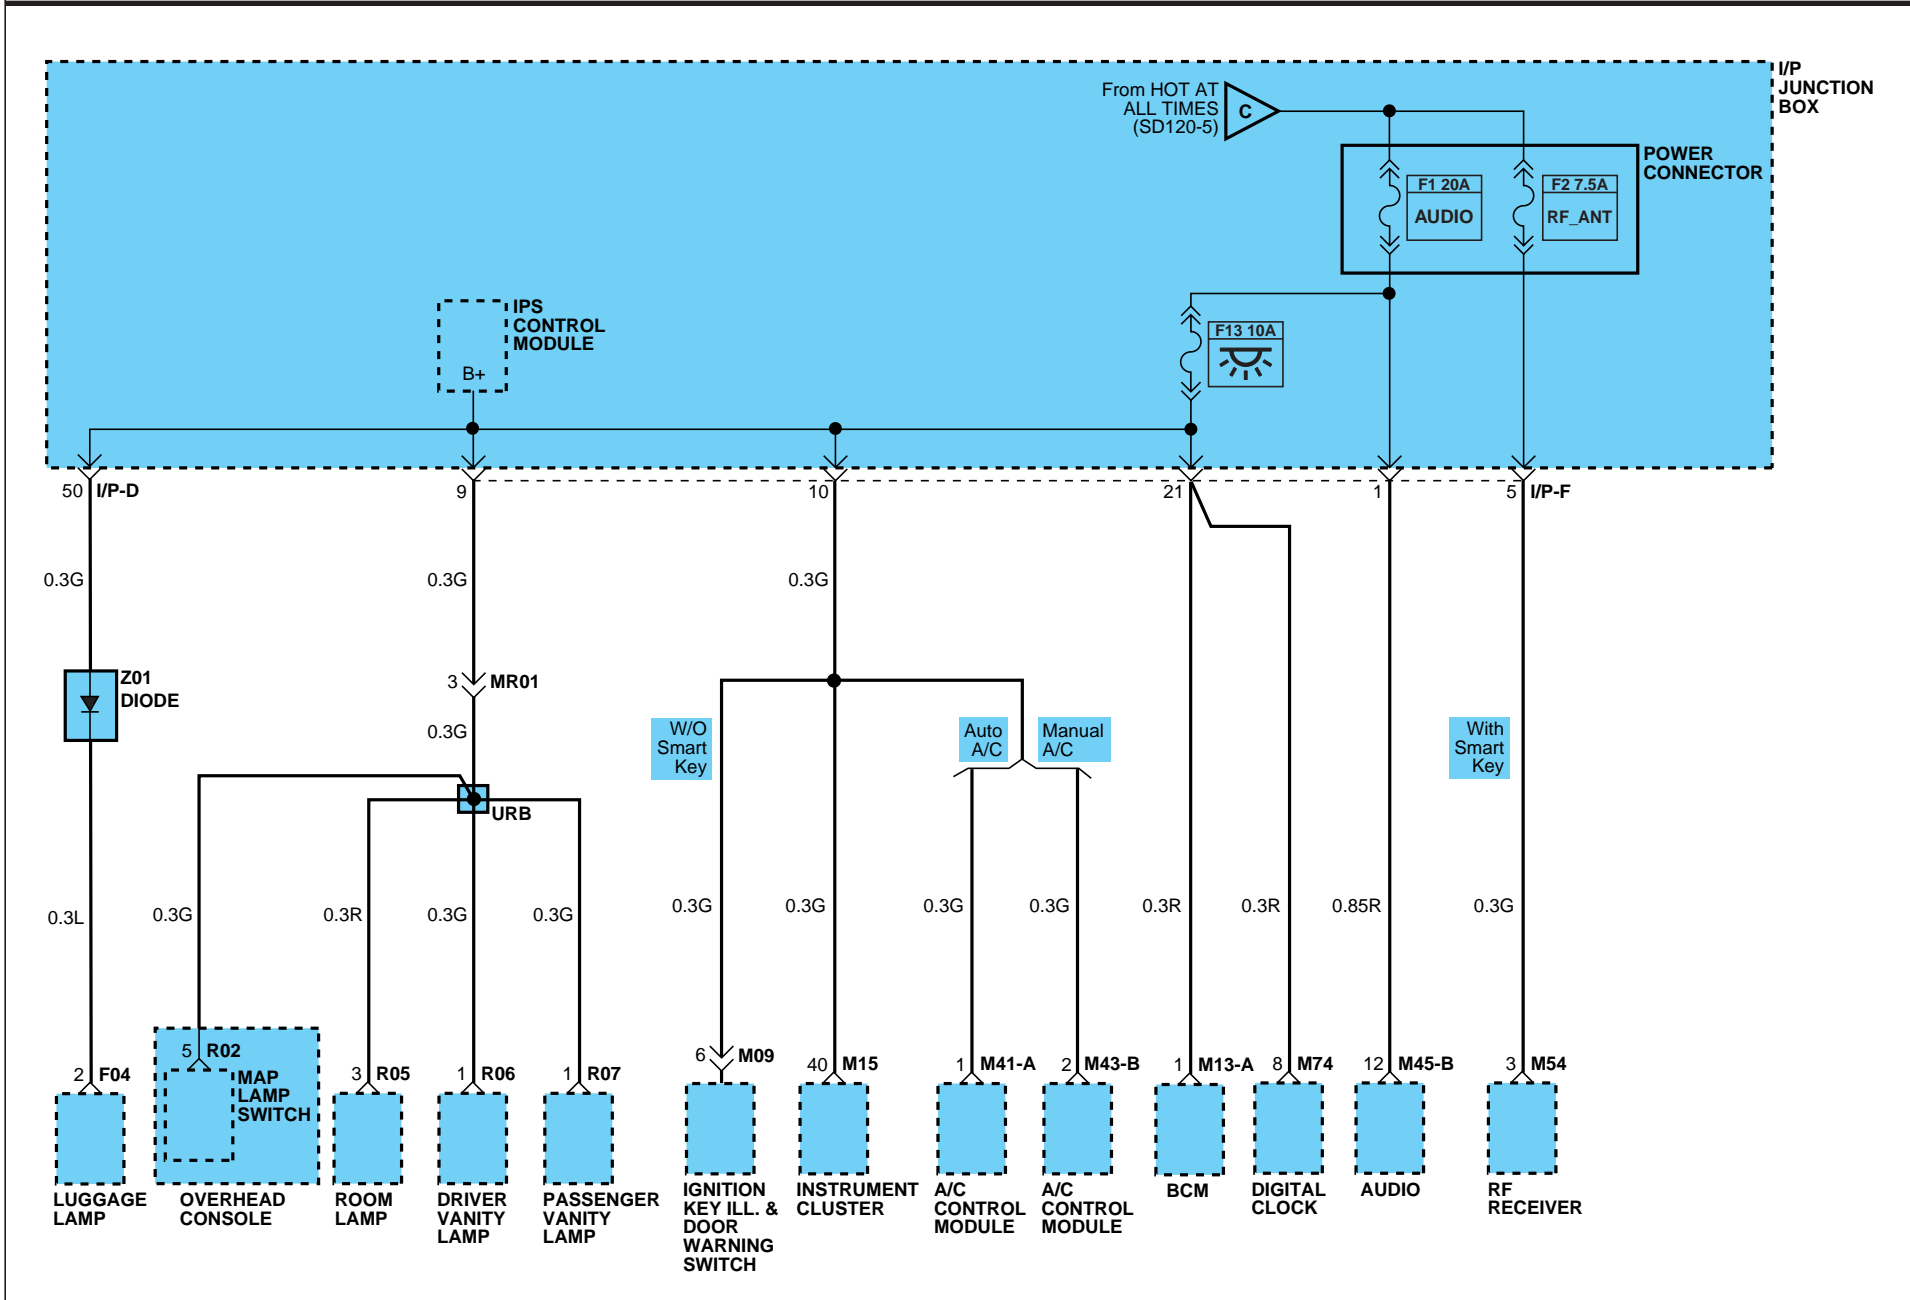 I/P
JUNCTION
BOX
From HOT AT
ALL TIMES
(SD120-5)
C
POWER
CONNECTOR
F1 20A
AUDIO
F2 7.5A
RF_ANT
IPS
CONTROL
MODULE
B+
F13 10A
50 I/P-D
9
10
21
1
5 I/P-F
0.3G
0.3G
0.3G
Z01
DIODE
3 MR01
0.3G
W/O
Smart
Key
Auto
A/C
Manual
A/C
With
Smart
Key
URB
0.3L
0.3G
0.3R
0.3G
0.3G
0.3G
0.3G
0.3G
0.3G
0.3R
0.3R
0.85R
0.3G
2 F04
5 R02
MAP
LAMP
SWITCH
3 R05
1 R06
1 R07
6 M09
40 M15
1 M41-A
2 M43-B
1 M13-A
8 M74
12 M45-B
3 M54
LUGGAGE
LAMP
OVERHEAD
CONSOLE
ROOM
LAMP
DRIVER
VANITY
LAMP
PASSENGER
VANITY
LAMP
IGNITION
KEY ILL. &
DOOR
WARNING
SWITCH
INSTRUMENT
CLUSTER
A/C
CONTROL
MODULE
A/C
CONTROL
MODULE
BCM
DIGITAL
CLOCK
AUDIO
RF
RECEIVER